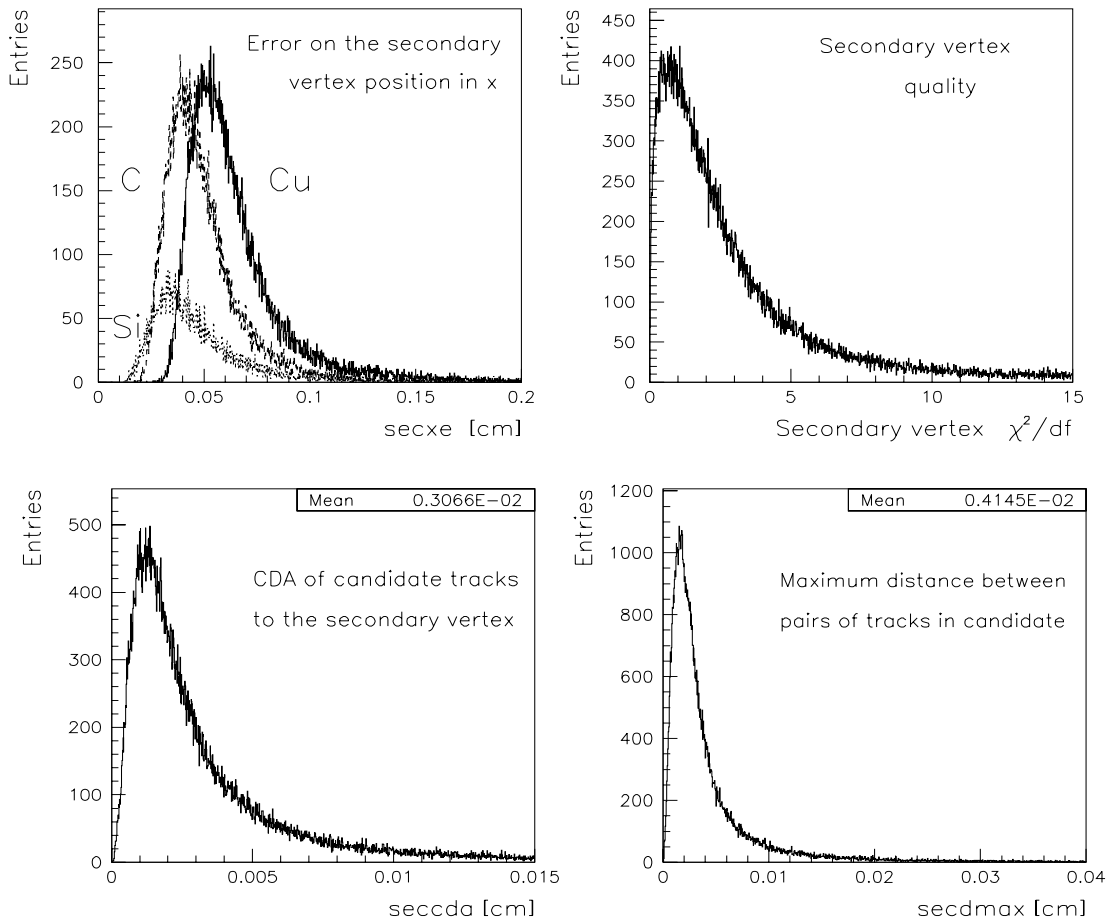 Entries
250
200
150
100
50
0
Error on the secondary
vertex position in x
C
Cu
Si
0
0.05
0.1
0.15
0.2
secxe [cm]
Entries
450
400
350
300
250
200
150
100
50
0
Secondary vertex
quality
0
5
10
15
Secondary vertex χ²/df
Entries
500
400
300
200
100
0
Mean 0.3066E-02
CDA of candidate tracks
to the secondary vertex
0
0.005
0.01
0.015
seccda [cm]
Entries
1200
1000
800
600
400
200
0
Mean 0.4145E-02
Maximum distance between
pairs of tracks in candidate
0
0.01
0.02
0.03
0.04
secdmax [cm]